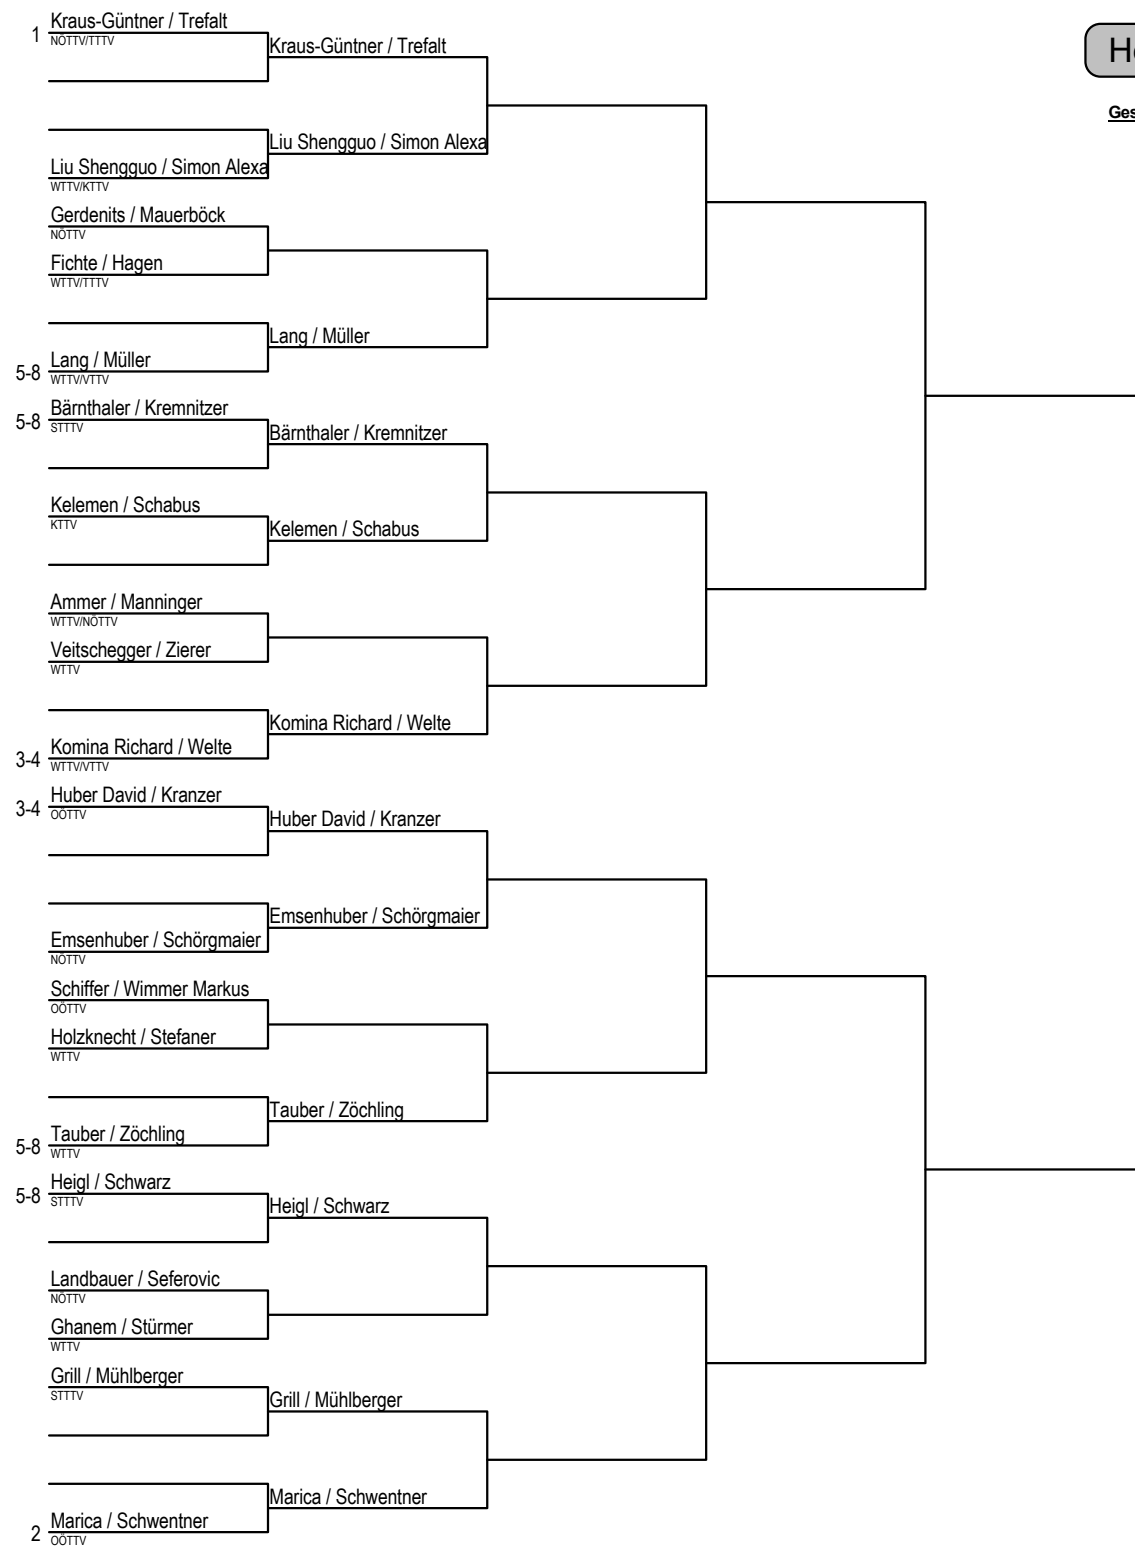 Kraus-Güntner / Trefalt
1
NÖTTV/TTTV
Kraus-Güntner / Trefalt
Liu Shengguo / Simon Alexa
Liu Shengguo / Simon Alexa
WTTV/KTTV
Gerdenits / Mauerböck
NÖTTV
Fichte / Hagen
WTTV/TTTV
Lang / Müller
Lang / Müller
5-8
WTTV/VTTV
Bärnthaler / Kremnitzer
5-8
STTTV
Bärnthaler / Kremnitzer
Kelemen / Schabus
KTTV
Kelemen / Schabus
Ammer / Manninger
WTTV/NÖTTV
Veitschegger / Zierer
WTTV
Komina Richard / Welte
Komina Richard / Welte
3-4
WTTV/VTTV
Huber David / Kranzer
3-4
OÖTTV
Huber David / Kranzer
Emsenhuber / Schörgmaier
Emsenhuber / Schörgmaier
NÖTTV
Schiffer / Wimmer Markus
OÖTTV
Holzknecht / Stefaner
WTTV
Tauber / Zöchling
Tauber / Zöchling
5-8
WTTV
Heigl / Schwarz
5-8
STTTV
Heigl / Schwarz
Landbauer / Seferovic
NÖTTV
Ghanem / Stürmer
WTTV
Grill / Mühlberger
STTTV
Grill / Mühlberger
Marica / Schwentner
Marica / Schwentner
2
OÖTTV
Ges